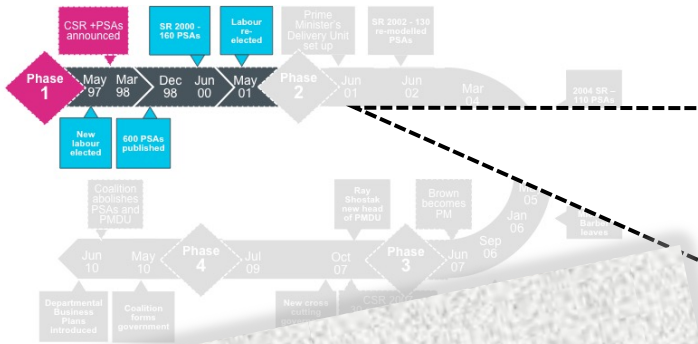 CSR +PSAs
announced
SR 2000 -
160 PSAs
Labour
re-
elected
Prime
Minister's
Delivery Unit
set up
SR 2002 - 130
re-modelled
PSAs
Phase
1
May
97
Mar
98
Dec
98
Jun
00
May
01
Phase
2
Jun
01
Jun
02
Mar
04
2004 SR –
110 PSAs
New
labour
elected
600 PSAs
published
Coalition
abolishes
PSAs and
PMDU
Ray
Shostak
new head
of PMDU
Brown
becomes
PM
05
Jan
06
leaves
Jun
10
May
10
Phase
4
Jul
09
Oct
07
Phase
3
Jun
07
Sep
06
Departmental
Business
Plans
introduced
Coalition
forms
government
New cross
cutting
CSR